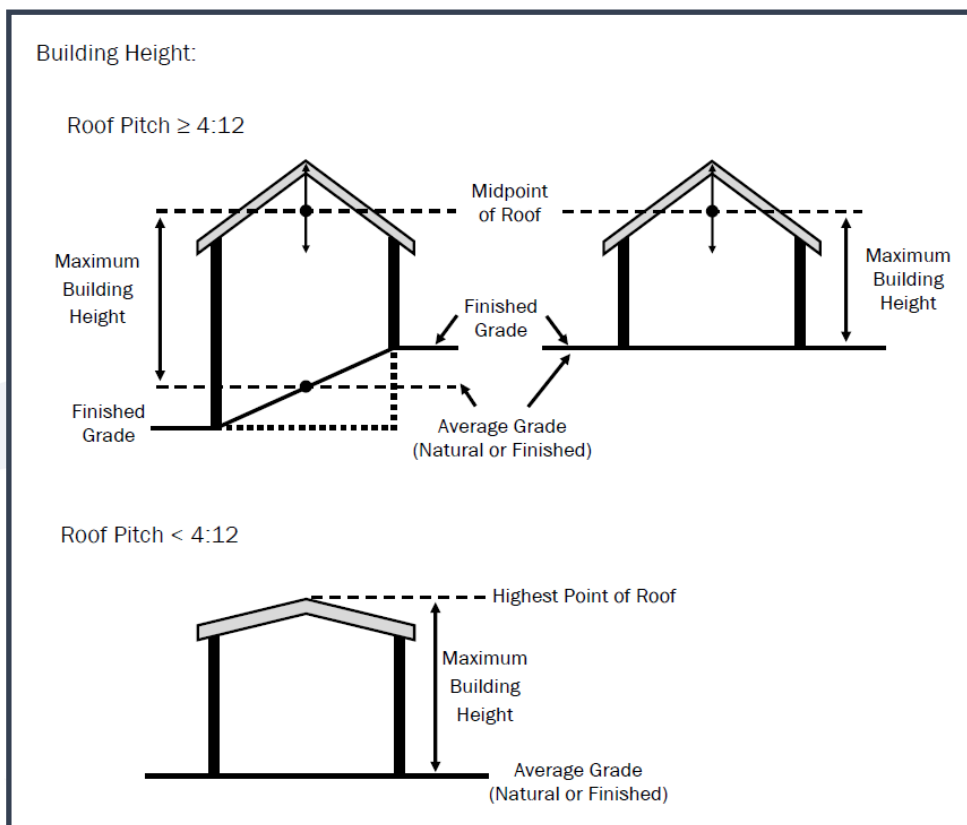 Building Height:
Roof Pitch ≥ 4:12
Midpoint
of Roof
Maximum
Building
Height
Maximum
Building
Height
Finished
Grade
Finished
Grade
Average Grade
(Natural or Finished)
Roof Pitch < 4:12
Highest Point of Roof
Maximum
Building
Height
Average Grade
(Natural or Finished)